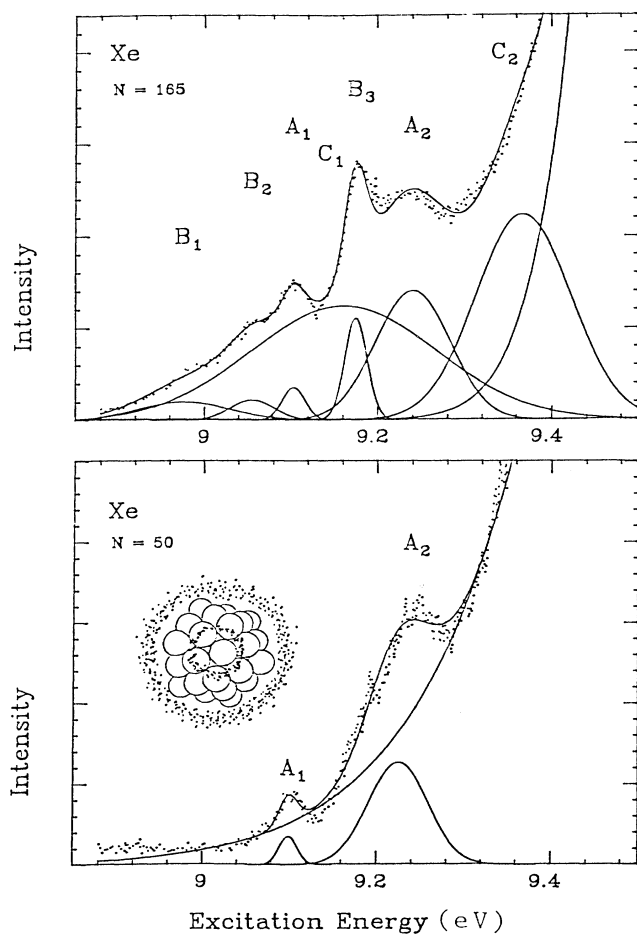 Xe
N = 165
B₁
B₂
A₁
C₁
B₃
A₂
C₂
Intensity
9
9.2
9.4
Xe
N = 50
A₁
A₂
Intensity
9
9.2
9.4
Excitation Energy (eV)